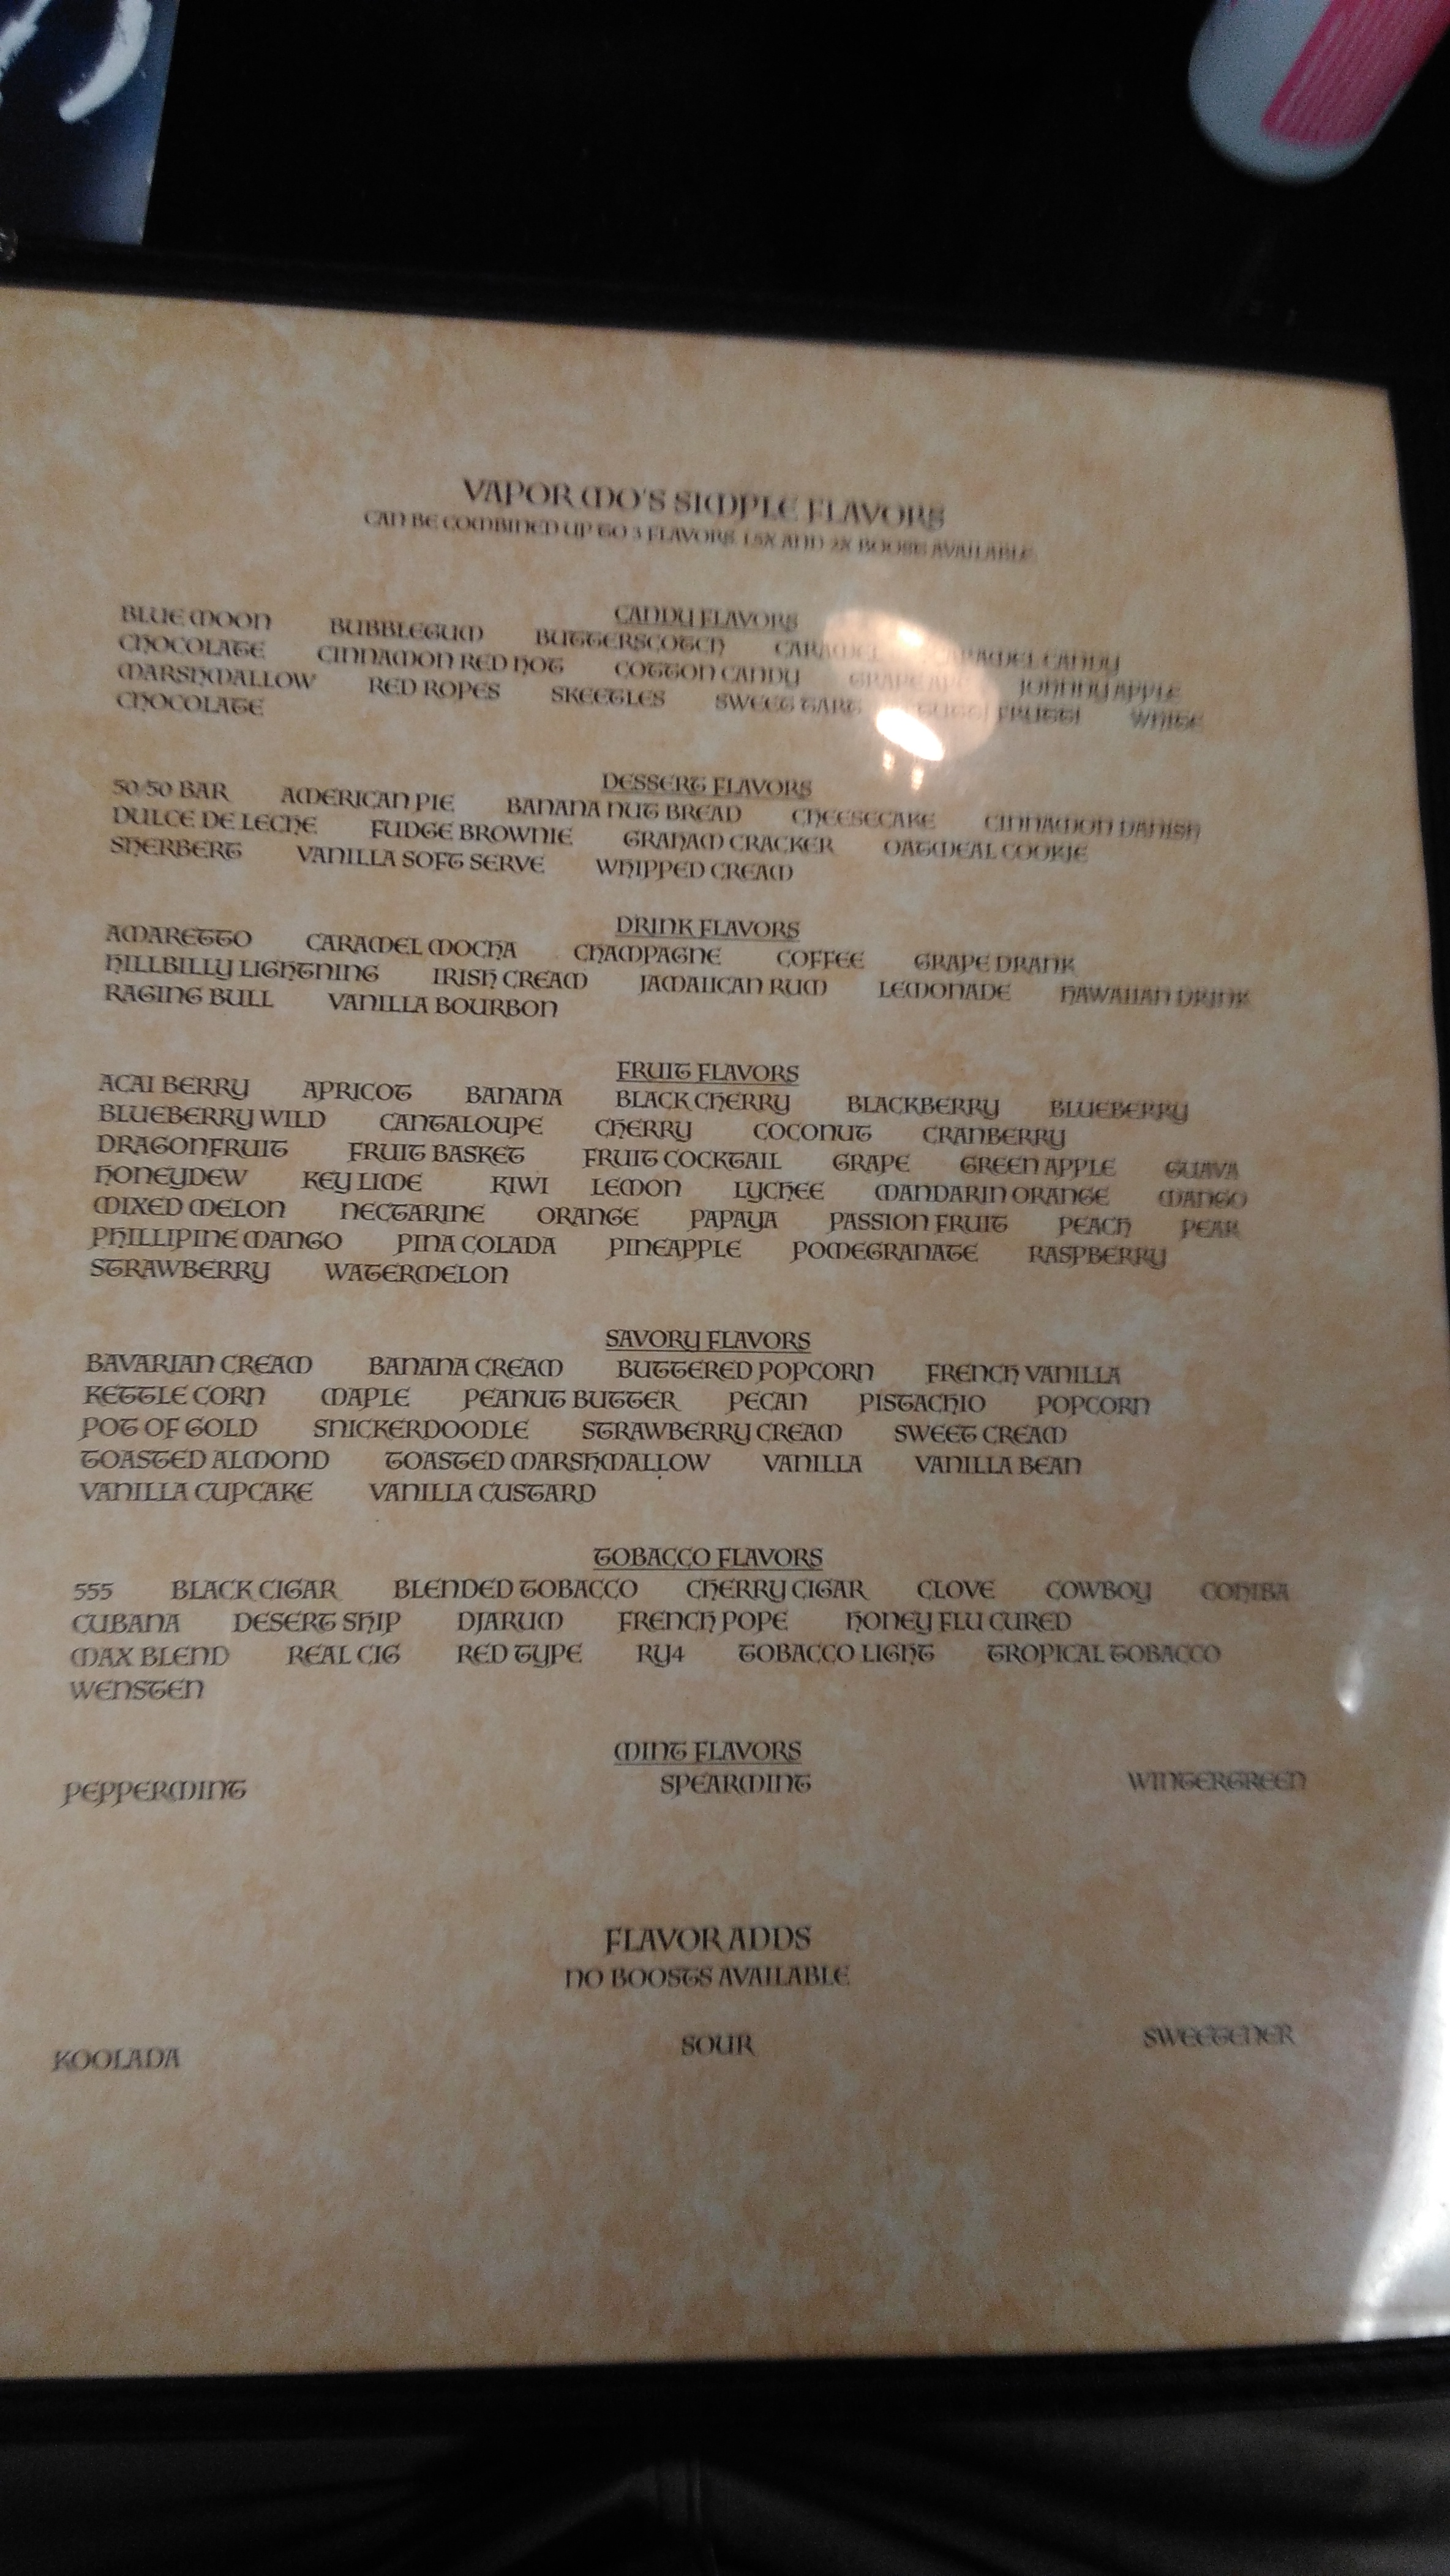 VAPOR MO'S SIMPLE FLAVORS
CAN BE COMBINED UP TO 3 FLAVORS 1.5X AND 2X BOOST AVAILABLE
CANDY FLAVORS
BLUE MOON BUBBLEGUM BUTTERSCOTCH CARAMEL CARAMEL CANDY
CHOCOLATE CINNAMON RED HOT COTTON CANDY GRAPE JOHNNY APPLE
MARSHMALLOW RED ROPES SKEETLES SWEET TART TUTTI FRUTTI WHITE
CHOCOLATE
DESSERT FLAVORS
50/50 BAR AMERICAN PIE BANANA NUT BREAD CHEESECAKE CINNAMON DANISH
DULCE DE LECHE FUDGE BROWNIE GRAHAM CRACKER OATMEAL COOKIE
SHERBERT VANILLA SOFT SERVE WHIPPED CREAM
DRINK FLAVORS
AMARETTO CARAMEL MOCHA CHAMPAGNE COFFEE GRAPE DRANK
HILLBILLY LIGHTNING IRISH CREAM JAMAIICAN RUM LEMONADE HAWAIIAN DRINK
RAGING BULL VANILLA BOURBON
FRUIT FLAVORS
ACAI BERRY APRICOT BANANA BLACK CHERRY BLACKBERRY BLUEBERRY
BLUEBERRY WILD CANTALOUPE CHERRY COCONUT CRANBERRY
DRAGONFRUIT FRUIT BASKET FRUIT COCKTAIL GRAPE GREEN APPLE GUAVA
HONEYDEW KEY LIME KIWI LEMON LYCHEE MANDARIN ORANGE MANGO
MIXED MELON NECTARINE ORANGE PAPAYA PASSION FRUIT PEACH PEAR
PHILLIPINE MANGO PINA COLADA PINEAPPLE POMEGRANATE RASPBERRY
STRAWBERRY WATERMELON
SAVORY FLAVORS
BAVARIAN CREAM BANANA CREAM BUTTERED POPCORN FRENCH VANILLA
KETTLE CORN MAPLE PEANUT BUTTER PECAN PISTACHIO POPCORN
POT OF GOLD SNICKERDOODLE STRAWBERRY CREAM SWEET CREAM
TOASTED ALMOND TOASTED MARSHMALLOW VANILLA VANILLA BEAN
VANILLA CUPCAKE VANILLA CUSTARD
TOBACCO FLAVORS
555 BLACK CIGAR BLENDED TOBACCO CHERRY CIGAR CLOVE COWBOY COHIBA
CUBANA DESERT SHIP DJARUM FRENCH POPE HONEY FLU CURED
MAX BLEND REAL CIG RED TYPE RY4 TOBACCO LIGHT TROPICAL TOBACCO
WENSTEN
MINT FLAVORS
PEPPERMINT SPEARMINT WINTERGREEN
FLAVOR ADDS
NO BOOSTS AVAILABLE
KOOLADA SOUR SWEETENER